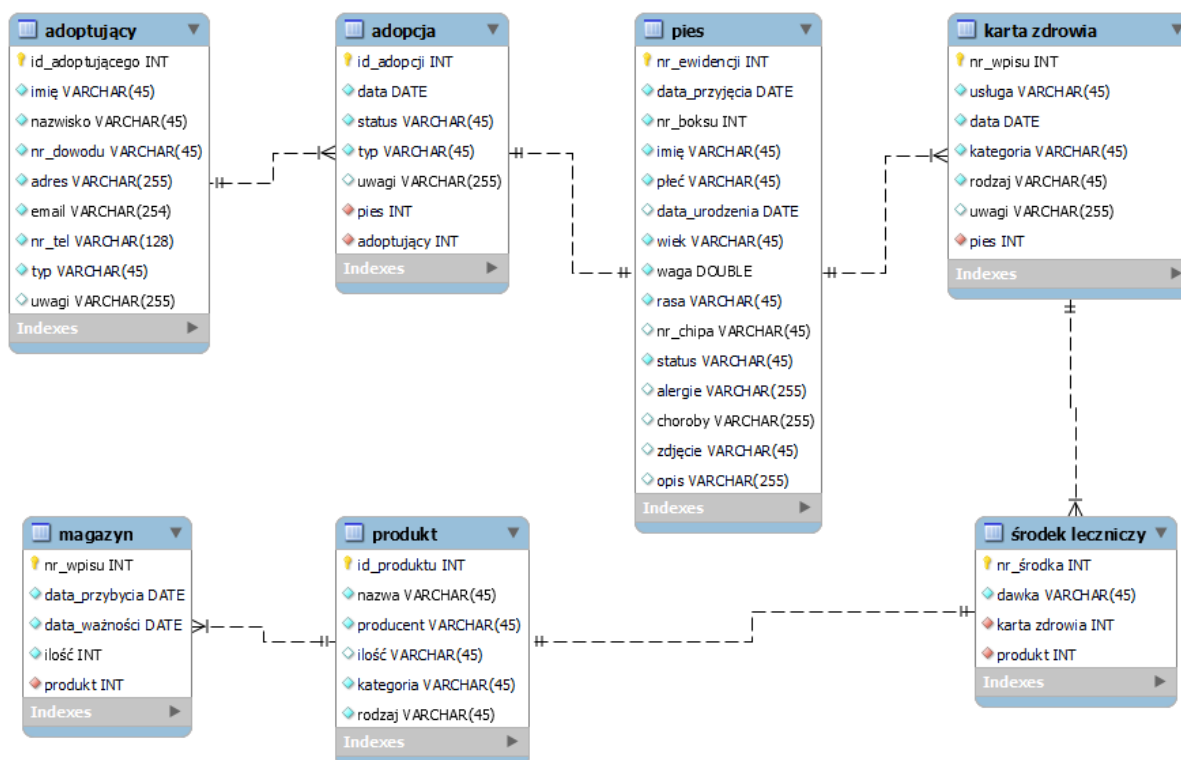 adoptujący
id_adoptującego INT
imię VARCHAR(45)
nazwisko VARCHAR(45)
nr_dowodu VARCHAR(45)
adres VARCHAR(255)
email VARCHAR(254)
nr_tel VARCHAR(128)
typ VARCHAR(45)
uwagi VARCHAR(255)
Indexes
adopcja
id_adopcji INT
data DATE
status VARCHAR(45)
typ VARCHAR(45)
uwagi VARCHAR(255)
pies INT
adoptujący INT
Indexes
pies
nr_ewidencji INT
data_przyjęcia DATE
nr_boksu INT
imię VARCHAR(45)
płeć VARCHAR(45)
data_urodzenia DATE
wiek VARCHAR(45)
waga DOUBLE
rasa VARCHAR(45)
nr_chipa VARCHAR(45)
status VARCHAR(45)
alergie VARCHAR(255)
choroby VARCHAR(255)
zdjęcie VARCHAR(45)
opis VARCHAR(255)
Indexes
karta zdrowia
nr_wpisu INT
usługa VARCHAR(45)
data DATE
kategoria VARCHAR(45)
rodzaj VARCHAR(45)
uwagi VARCHAR(255)
pies INT
Indexes
magazyn
nr_wpisu INT
data_przybycia DATE
data_ważności DATE
ilość INT
produkt INT
Indexes
produkt
id_produktu INT
nazwa VARCHAR(45)
producent VARCHAR(45)
ilość VARCHAR(45)
kategoria VARCHAR(45)
rodzaj VARCHAR(45)
Indexes
środek leczniczy
nr_środka INT
dawka VARCHAR(45)
karta zdrowia INT
produkt INT
Indexes